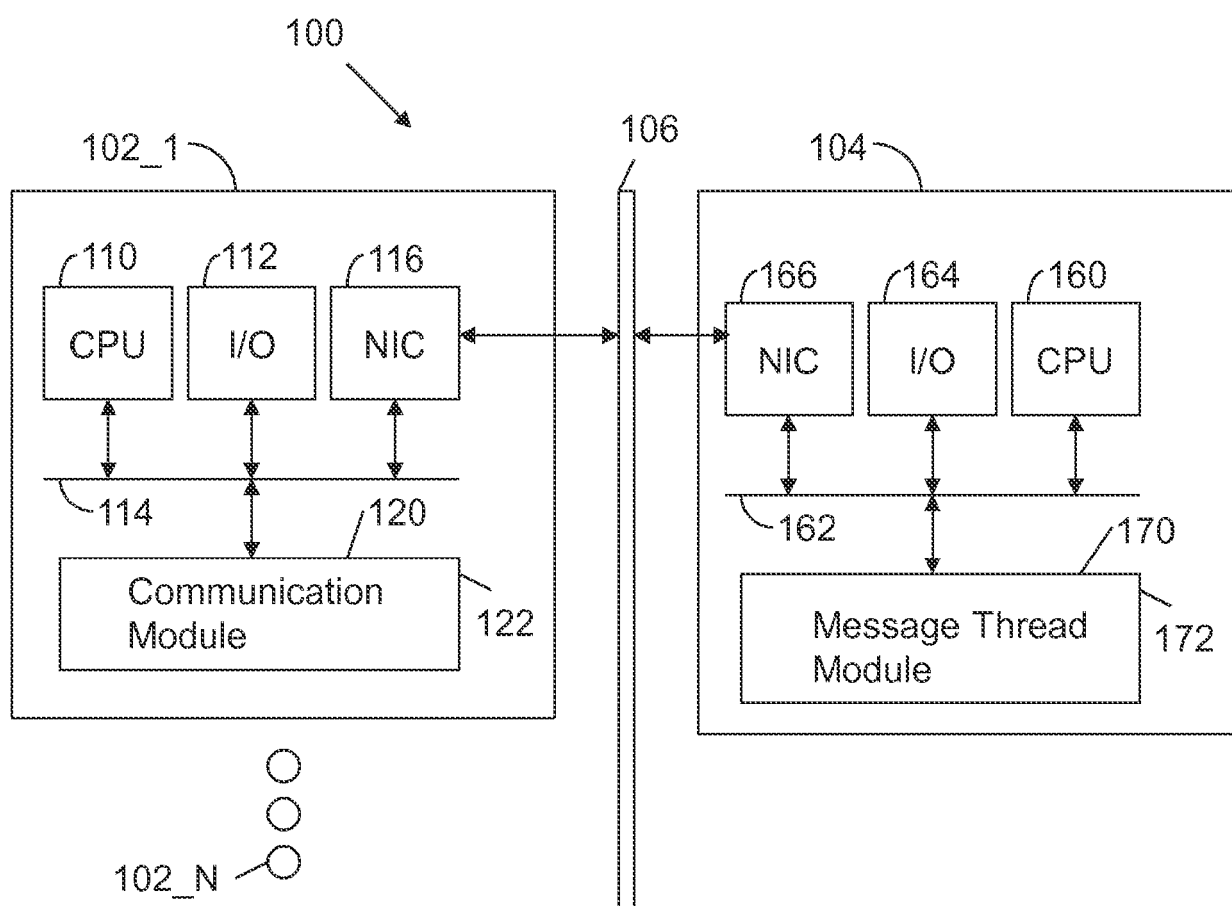 100
102_1
106
104
110
112
116
166
164
160
CPU
I/O
NIC
NIC
I/O
CPU
114
120
162
170
Communication
Module
122
Message Thread
Module
172
102_N